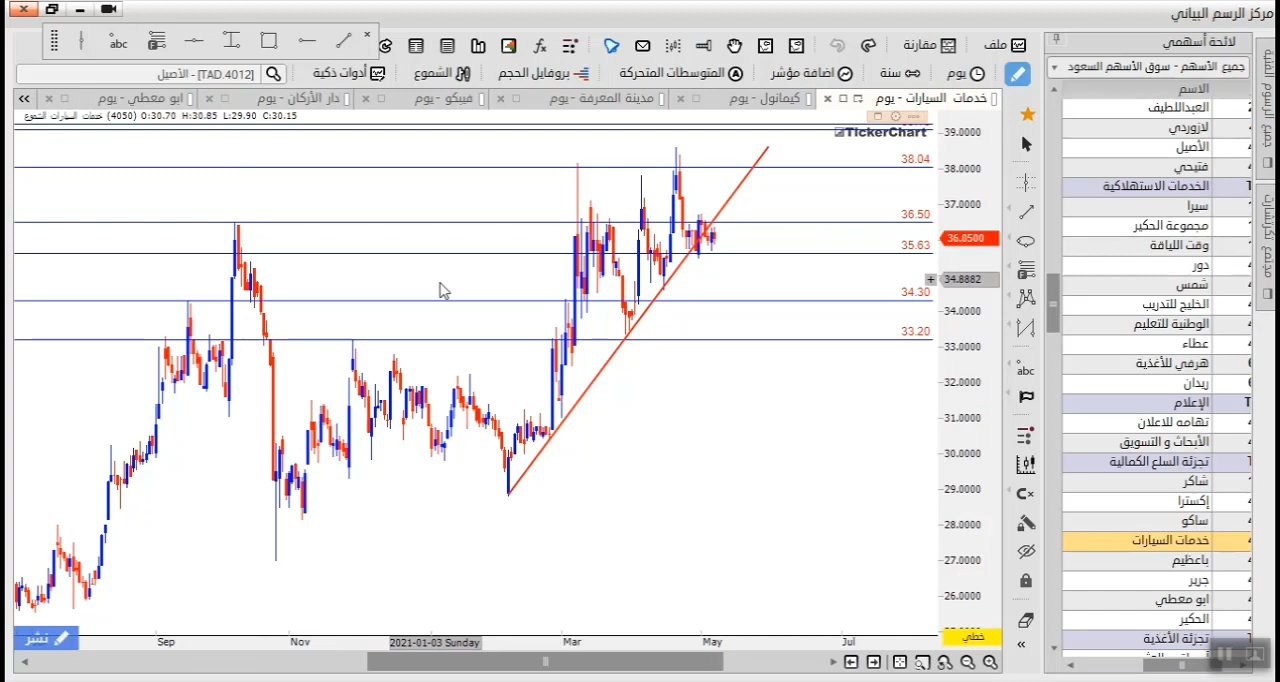 مركز الرسم البياني
لائحة أسهمي
ملف
مقارنة
abc
جميع الأسهم - سوق الأسهم السعود
يوم
سنة
اضافة مؤشر
المتوسطات المتحركة
بروفايل الحجم
الشموع
أدوات ذكية
[TAD.4012] - الأصيل
خدمات السيارات - يوم
كيمانول - يوم
مدينة المعرفة - يوم
فيبكو - يوم
دار الأركان - يوم
ابو معطي - يوم
خدمات السيارات الشموع (4050) O:30.70 H:30.85 L:29.90 C:30.15
TickerChart
39.0000
38.0000
37.0000
36.0500
34.8882
34.0000
33.0000
32.0000
31.0000
30.0000
29.0000
28.0000
27.0000
26.0000
38.04
36.50
35.63
34.30
33.20
Sep
Nov
2021-01-03 Sunday
Mar
May
Jul
خطي
نشر
abc
الاسم
العبداللطيف
لازوردي
الأصيل
فتيحي
الخدمات الاستهلاكية
سيرا
مجموعة الحكير
وقت اللياقة
دور
شمس
الخليج للتدريب
الوطنية للتعليم
عطاء
هرفي للأغذية
ريدان
الإعلام
تهامه للاعلان
الأبحاث و التسويق
تجزئة السلع الكمالية
شاكر
إكسترا
ساكو
خدمات السيارات
باعظيم
جرير
ابو معطي
الحكير
تجزئة الأغذية